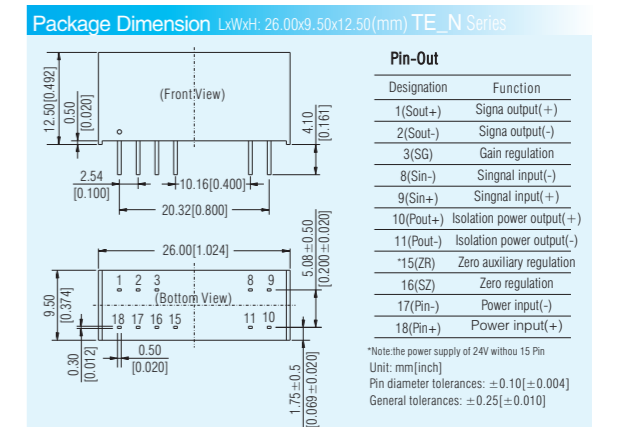 Package Dimension LxWxH: 26.00x9.50x12.50(mm) TE_N Series
12.50[0.492]
0.50
[0.020]
(Front View)
4.10
[0.161]
2.54
[0.100]
10.16[0.400]
20.32[0.800]
26.00[1.024]
5.08±0.50
[0.200±0.020]
9.50
[0.374]
1 2 3 8 9
(Bottom View)
18 17 16 15 11 10
0.30
[0.012]
0.50
[0.020]
1.75±0.5
[0.069±0.020]
Pin-Out
Designation Function
1(Sout+) Signa output(+)
2(Sout-) Signa output(-)
3(SG) Gain regulation
8(Sin-) Singnal input(-)
9(Sin+) Singnal input(+)
10(Pout+) Isolation power output(+)
11(Pout-) Isolation power output(-)
*15(ZR) Zero auxiliary regulation
16(SZ) Zero regulation
17(Pin-) Power input(-)
18(Pin+) Power input(+)
*Note:the power supply of 24V withou 15 Pin
Unit: mm[inch]
Pin diameter tolerances: ±0.10[±0.004]
General tolerances: ±0.25[±0.010]